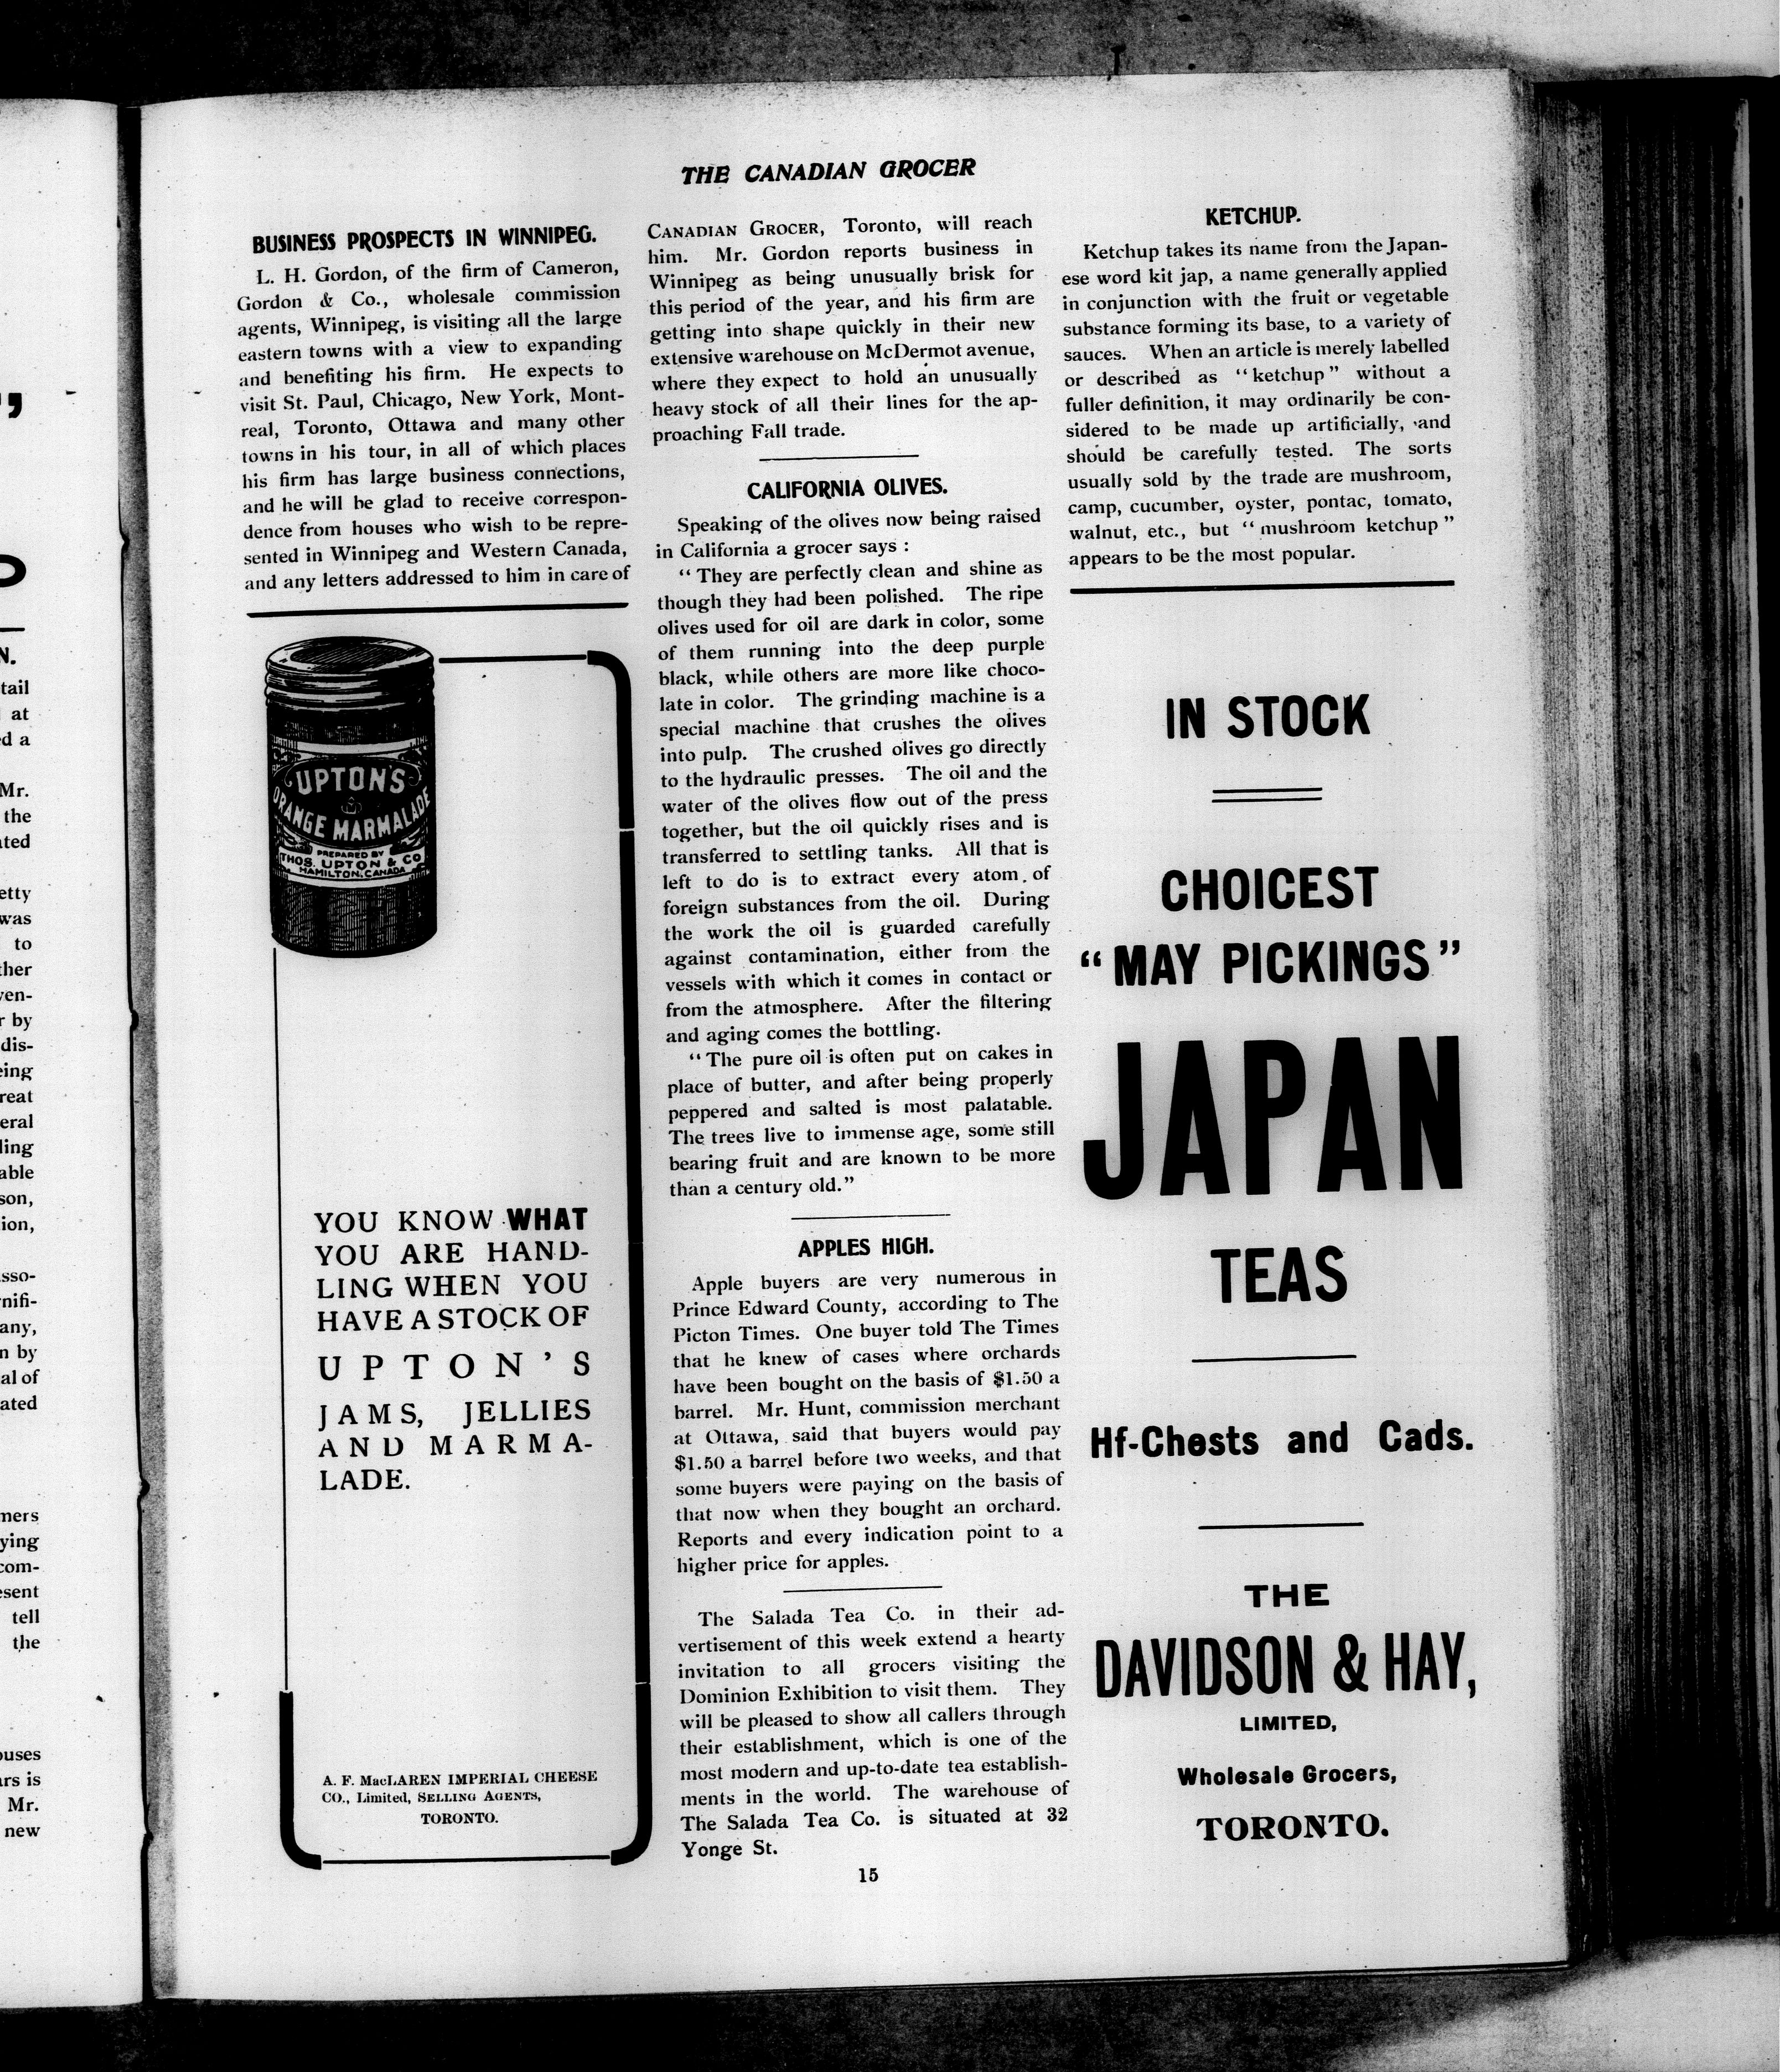 THE CANADIAN GROCER
BUSINESS PROSPECTS IN WINNIPEG.
L. H. Gordon, of the firm of Cameron,
Gordon & Co., wholesale commission
agents, Winnipeg, is visiting all the large
eastern towns with a view to expanding
and benefiting his firm. He expects to
visit St. Paul, Chicago, New York, Mont-
real, Toronto, Ottawa and many other
towns in his tour, in all of which places
his firm has large business connections,
and he will be glad to receive correspon-
dence from houses who wish to be repre-
sented in Winnipeg and Western Canada,
and any letters addressed to him in care of
UPTON'S
ORANGE MARMALADE
PREPARED BY
THOS. UPTON & CO
HAMILTON, CANADA
YOU KNOW WHAT
YOU ARE HAND-
LING WHEN YOU
HAVE A STOCK OF
UPTON'S
JAMS, JELLIES
AND MARMA-
LADE.
A. F. MacLAREN IMPERIAL CHEESE
CO., Limited, SELLING AGENTS,
TORONTO.
CANADIAN GROCER, Toronto, will reach
him. Mr. Gordon reports business in
Winnipeg as being unusually brisk for
this period of the year, and his firm are
getting into shape quickly in their new
extensive warehouse on McDermot avenue,
where they expect to hold an unusually
heavy stock of all their lines for the ap-
proaching Fall trade.
CALIFORNIA OLIVES.
Speaking of the olives now being raised
in California a grocer says :
"They are perfectly clean and shine as
though they had been polished. The ripe
olives used for oil are dark in color, some
of them running into the deep purple
black, while others are more like choco-
late in color. The grinding machine is a
special machine that crushes the olives
into pulp. The crushed olives go directly
to the hydraulic presses. The oil and the
water of the olives flow out of the press
together, but the oil quickly rises and is
transferred to settling tanks. All that is
left to do is to extract every atom of
foreign substances from the oil. During
the work the oil is guarded carefully
against contamination, either from the
vessels with which it comes in contact or
from the atmosphere. After the filtering
and aging comes the bottling.
"The pure oil is often put on cakes in
place of butter, and after being properly
peppered and salted is most palatable.
The trees live to immense age, some still
bearing fruit and are known to be more
than a century old."
APPLES HIGH.
Apple buyers are very numerous in
Prince Edward County, according to The
Picton Times. One buyer told The Times
that he knew of cases where orchards
have been bought on the basis of $1.50 a
barrel. Mr. Hunt, commission merchant
at Ottawa, said that buyers would pay
$1.50 a barrel before two weeks, and that
some buyers were paying on the basis of
that now when they bought an orchard.
Reports and every indication point to a
higher price for apples.
The Salada Tea Co. in their ad-
vertisement of this week extend a hearty
invitation to all grocers visiting the
Dominion Exhibition to visit them. They
will be pleased to show all callers through
their establishment, which is one of the
most modern and up-to-date tea establish-
ments in the world. The warehouse of
The Salada Tea Co. is situated at 32
Yonge St.
KETCHUP.
Ketchup takes its name from the Japan-
ese word kit jap, a name generally applied
in conjunction with the fruit or vegetable
substance forming its base, to a variety of
sauces. When an article is merely labelled
or described as "ketchup" without a
fuller definition, it may ordinarily be con-
sidered to be made up artificially, and
should be carefully tested. The sorts
usually sold by the trade are mushroom,
camp, cucumber, oyster, pontac, tomato,
walnut, etc., but "mushroom ketchup"
appears to be the most popular.
IN STOCK
CHOICEST
"MAY PICKINGS"
JAPAN
TEAS
Hf-Chests and Cads.
THE
DAVIDSON & HAY,
LIMITED,
Wholesale Grocers,
TORONTO.
15